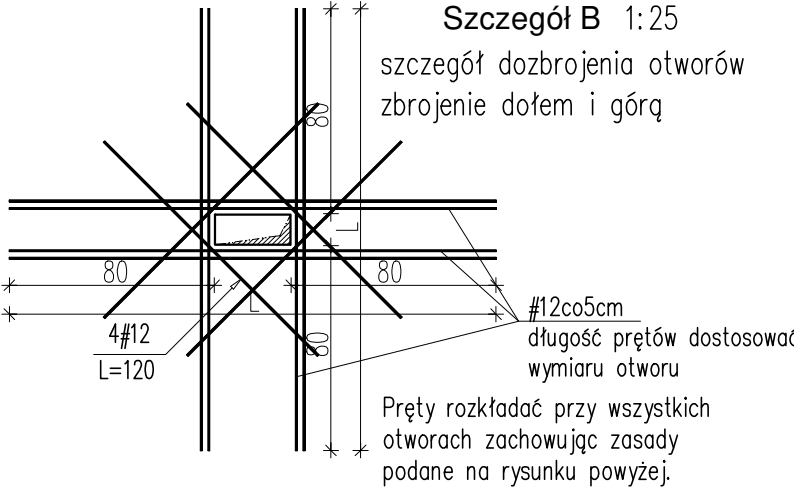 Szczegół B 1:25
szczegół dozbrojenia otworów
zbrojenie dołem i górą
80
L
80
80
L
80
4#12
L=120
#12co5cm
długość prętów dostosować
wymiaru otworu
Pręty rozkładać przy wszystkich
otworach zachowując zasady
podane na rysunku powyżej.